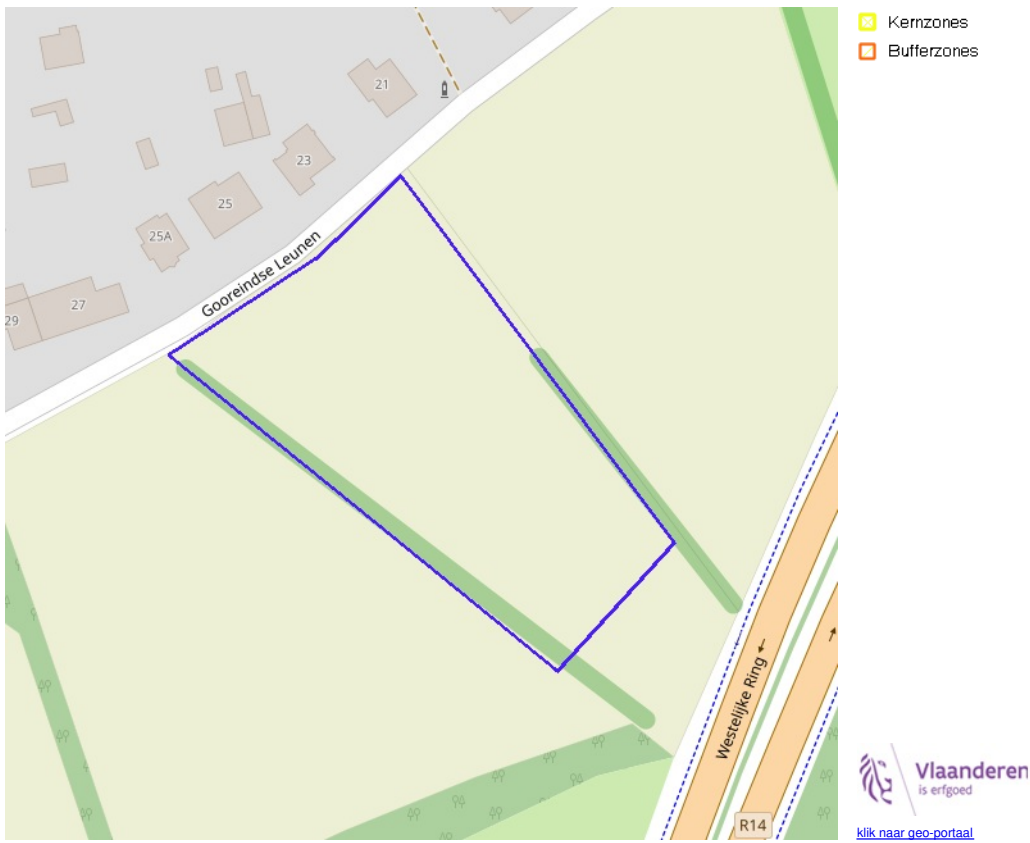 Kernzones
Bufferzones
21
23
25
25A
Gooreindse Leunen
27
29
Westelijke Ring
R14
Vlaanderen
is erfgoed
klik naar geo-portaal